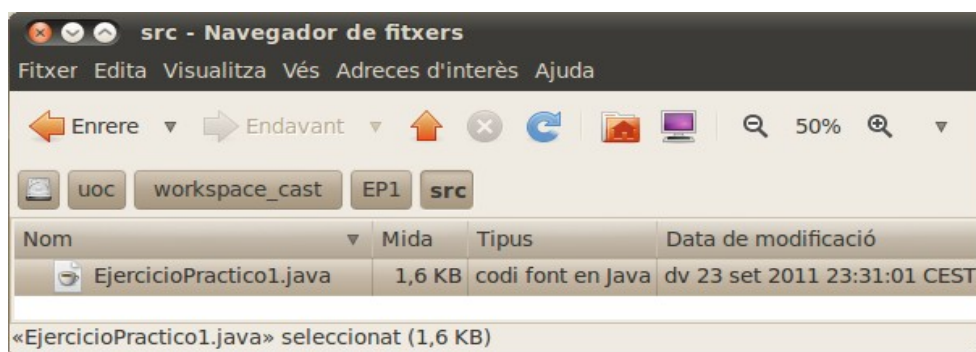 src - Navegador de fitxers
Fitxer Edita Visualitza Vés Adreces d'interès Ajuda
Enrere Endavant 50%
uoc workspace_cast EP1 src
Nom Mida Tipus Data de modificació
EjercicioPractico1.java 1,6 KB codi font en Java dv 23 set 2011 23:31:01 CEST
«EjercicioPractico1.java» seleccionat (1,6 KB)